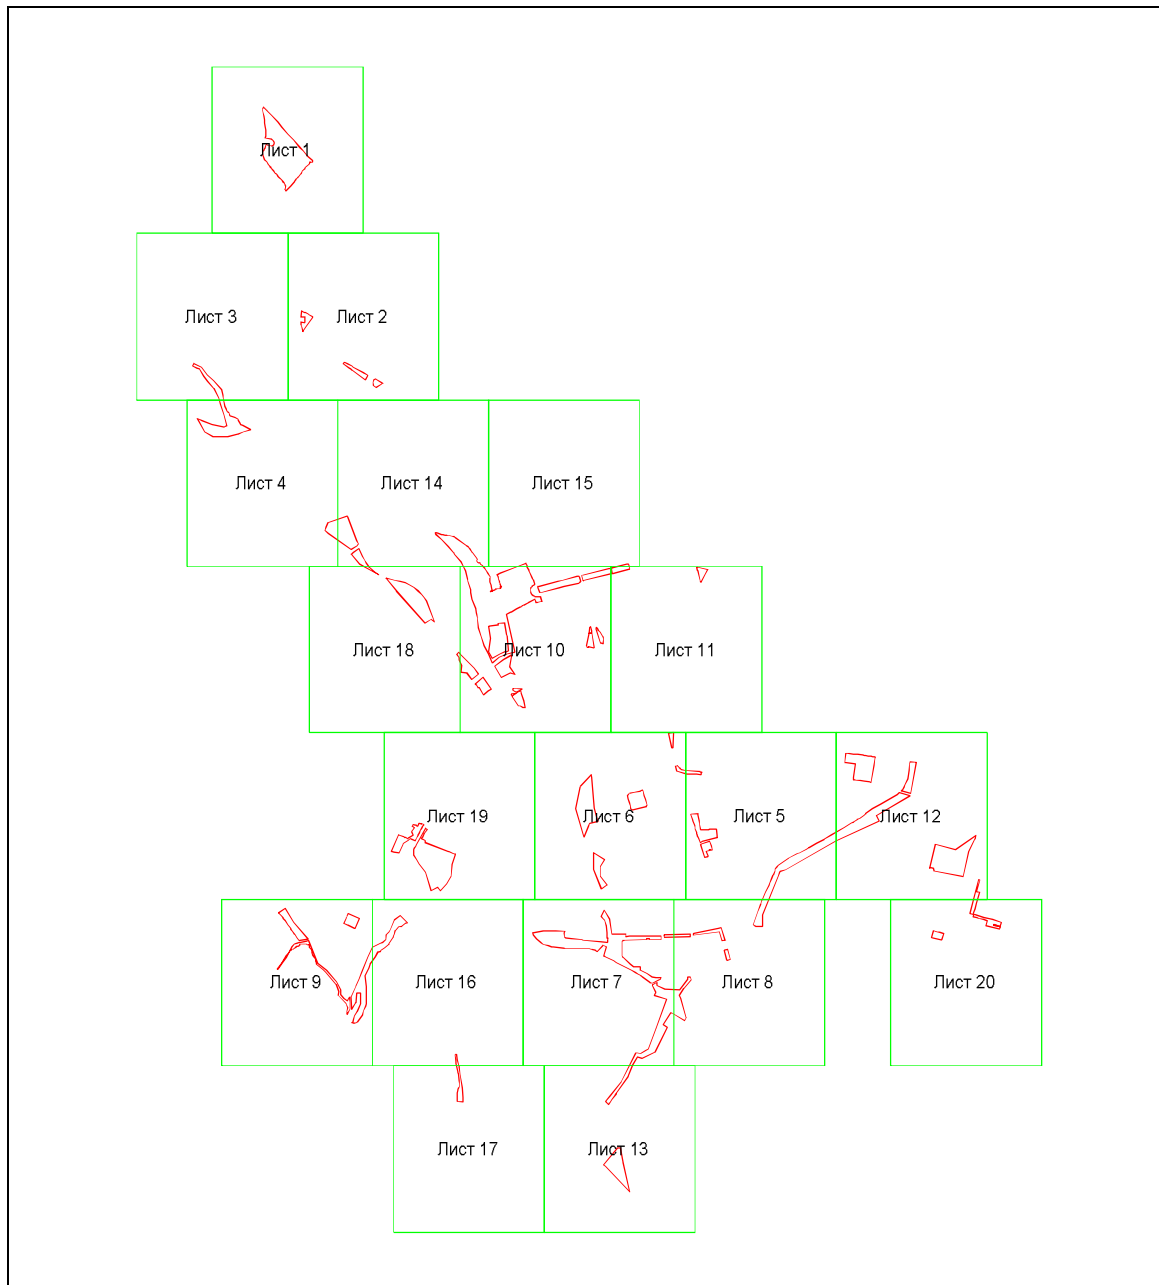 Лист 1
Лист 3
Лист 2
Лист 4
Лист 14
Лист 15
Лист 18
Лист 10
Лист 11
Лист 19
Лист 6
Лист 5
Лист 12
Лист 9
Лист 16
Лист 7
Лист 8
Лист 20
Лист 17
Лист 13